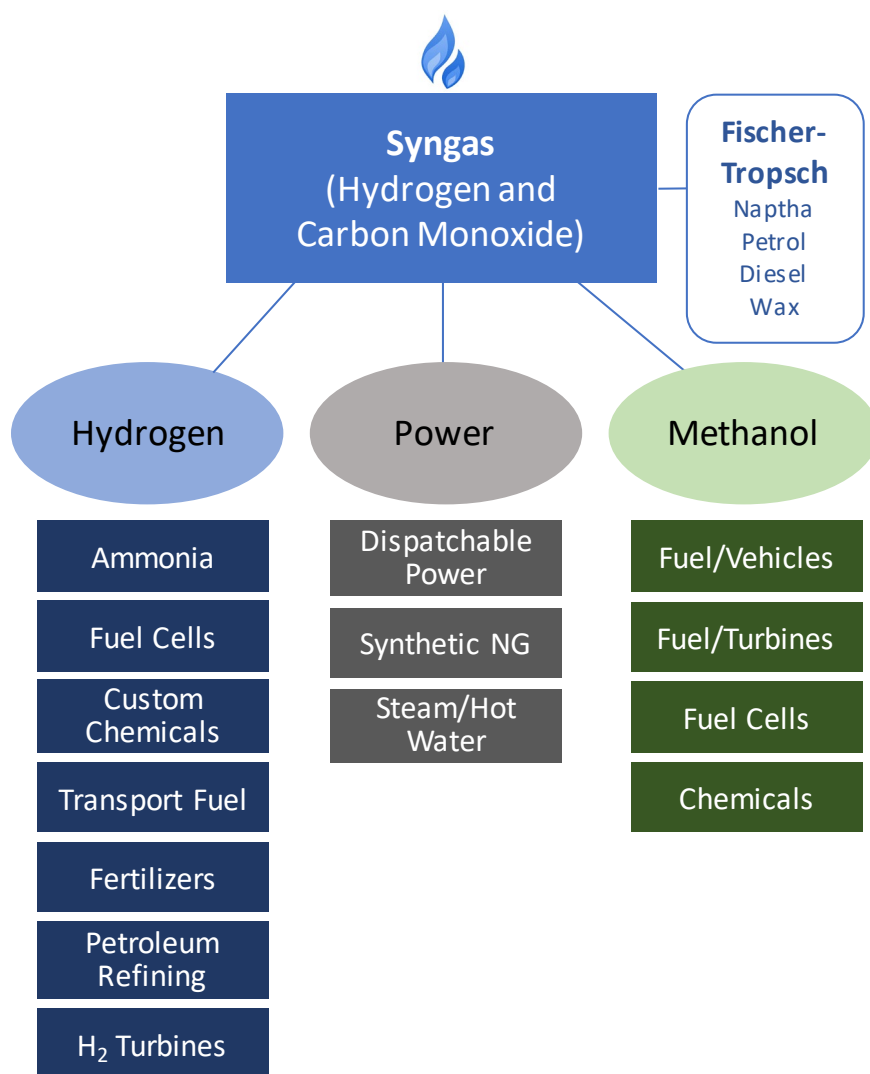 Syngas
(Hydrogen and
Carbon Monoxide)
Fischer-
Tropsch
Naptha
Petrol
Diesel
Wax
Hydrogen
Power
Methanol
Ammonia
Fuel Cells
Custom
Chemicals
Transport Fuel
Fertilizers
Petroleum
Refining
H₂ Turbines
Dispatchable
Power
Synthetic NG
Steam/Hot
Water
Fuel/Vehicles
Fuel/Turbines
Fuel Cells
Chemicals